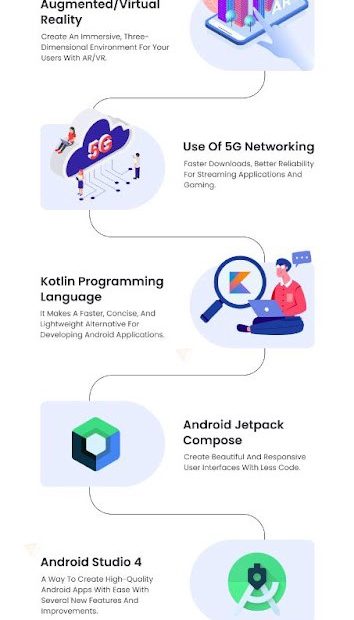 Augmented/Virtual
Reality
Create An Immersive, Three-
Dimensional Environment For Your
Users With AR/VR.
AR
5G
Use Of 5G Networking
Faster Downloads, Better Reliability
For Streaming Applications And
Gaming.
Kotlin Programming
Language
It Makes A Faster, Concise, And
Lightweight Alternative For
Developing Android Applications.
Android Jetpack
Compose
Create Beautiful And Responsive
User Interfaces With Less Code.
Android Studio 4
A Way To Create High-Quality
Android Apps With Ease With
Several New Features And
Improvements.